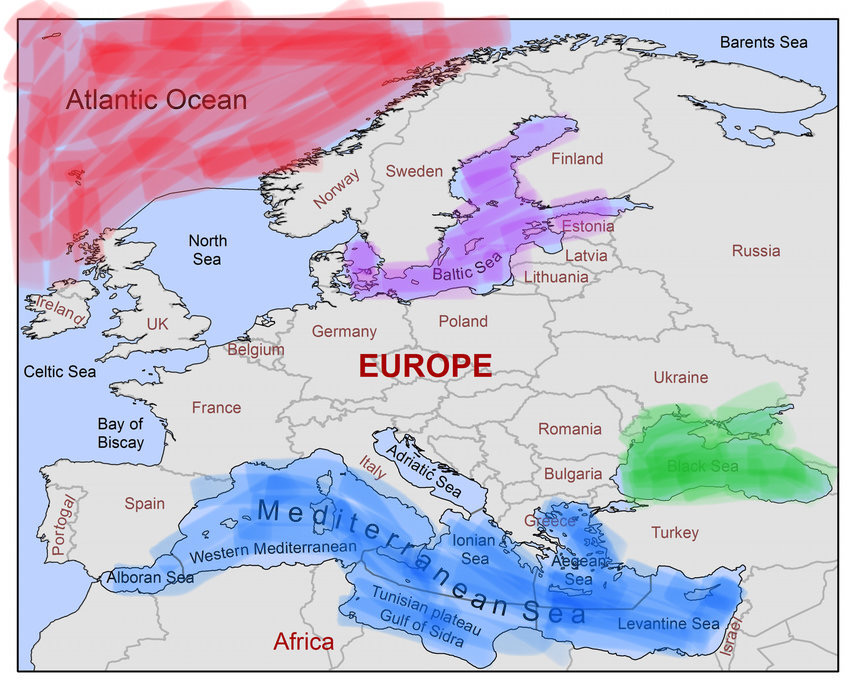 Barents Sea
Atlantic Ocean
Norway
Sweden
Finland
North
Sea
Estonia
Russia
Latvia
Baltic Sea
Lithuania
Ireland
UK
Germany
Poland
Belgium
EUROPE
Celtic Sea
Ukraine
France
Bay of
Biscay
Romania
Italy
Adriatic Sea
Black Sea
Bulgaria
Portogal
Spain
Mediterranean Sea
Greece
Turkey
Western Mediterranean
Ionian
Sea
Aegean
Sea
Alboran Sea
Tunisian plateau
Gulf of Sidra
Levantine Sea
Israel
Africa